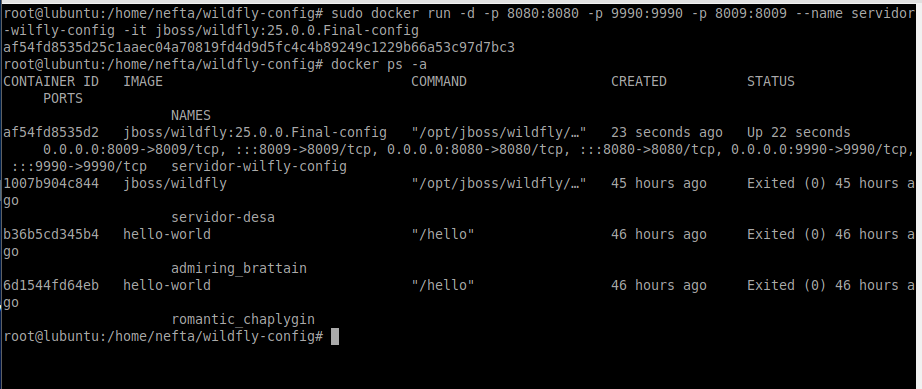 root@lubuntu:/home/nefta/wildfly-config# sudo docker run -d -p 8080:8080 -p 9990:9990 -p 8009:8009 --name servidor
-wilfly-config -it jboss/wildfly:25.0.0.Final-config
af54fd8535d25c1aaec04a70819fd4d9d5fc4c4b89249c1229b66a53c97d7bc3
root@lubuntu:/home/nefta/wildfly-config# docker ps -a
CONTAINER ID   IMAGE                               COMMAND                  CREATED          STATUS
     PORTS
                     NAMES
af54fd8535d2   jboss/wildfly:25.0.0.Final-config   "/opt/jboss/wildfly/…"   23 seconds ago   Up 22 seconds
     0.0.0.0:8009->8009/tcp, :::8009->8009/tcp, 0.0.0.0:8080->8080/tcp, :::8080->8080/tcp, 0.0.0.0:9990->9990/tcp,
 :::9990->9990/tcp   servidor-wilfly-config
1007b904c844   jboss/wildfly                       "/opt/jboss/wildfly/…"   45 hours ago     Exited (0) 45 hours a
go
                     servidor-desa
b36b5cd345b4   hello-world                         "/hello"                 46 hours ago     Exited (0) 46 hours a
go
                     admiring_brattain
6d1544fd64eb   hello-world                         "/hello"                 46 hours ago     Exited (0) 46 hours a
go
                     romantic_chaplygin
root@lubuntu:/home/nefta/wildfly-config#